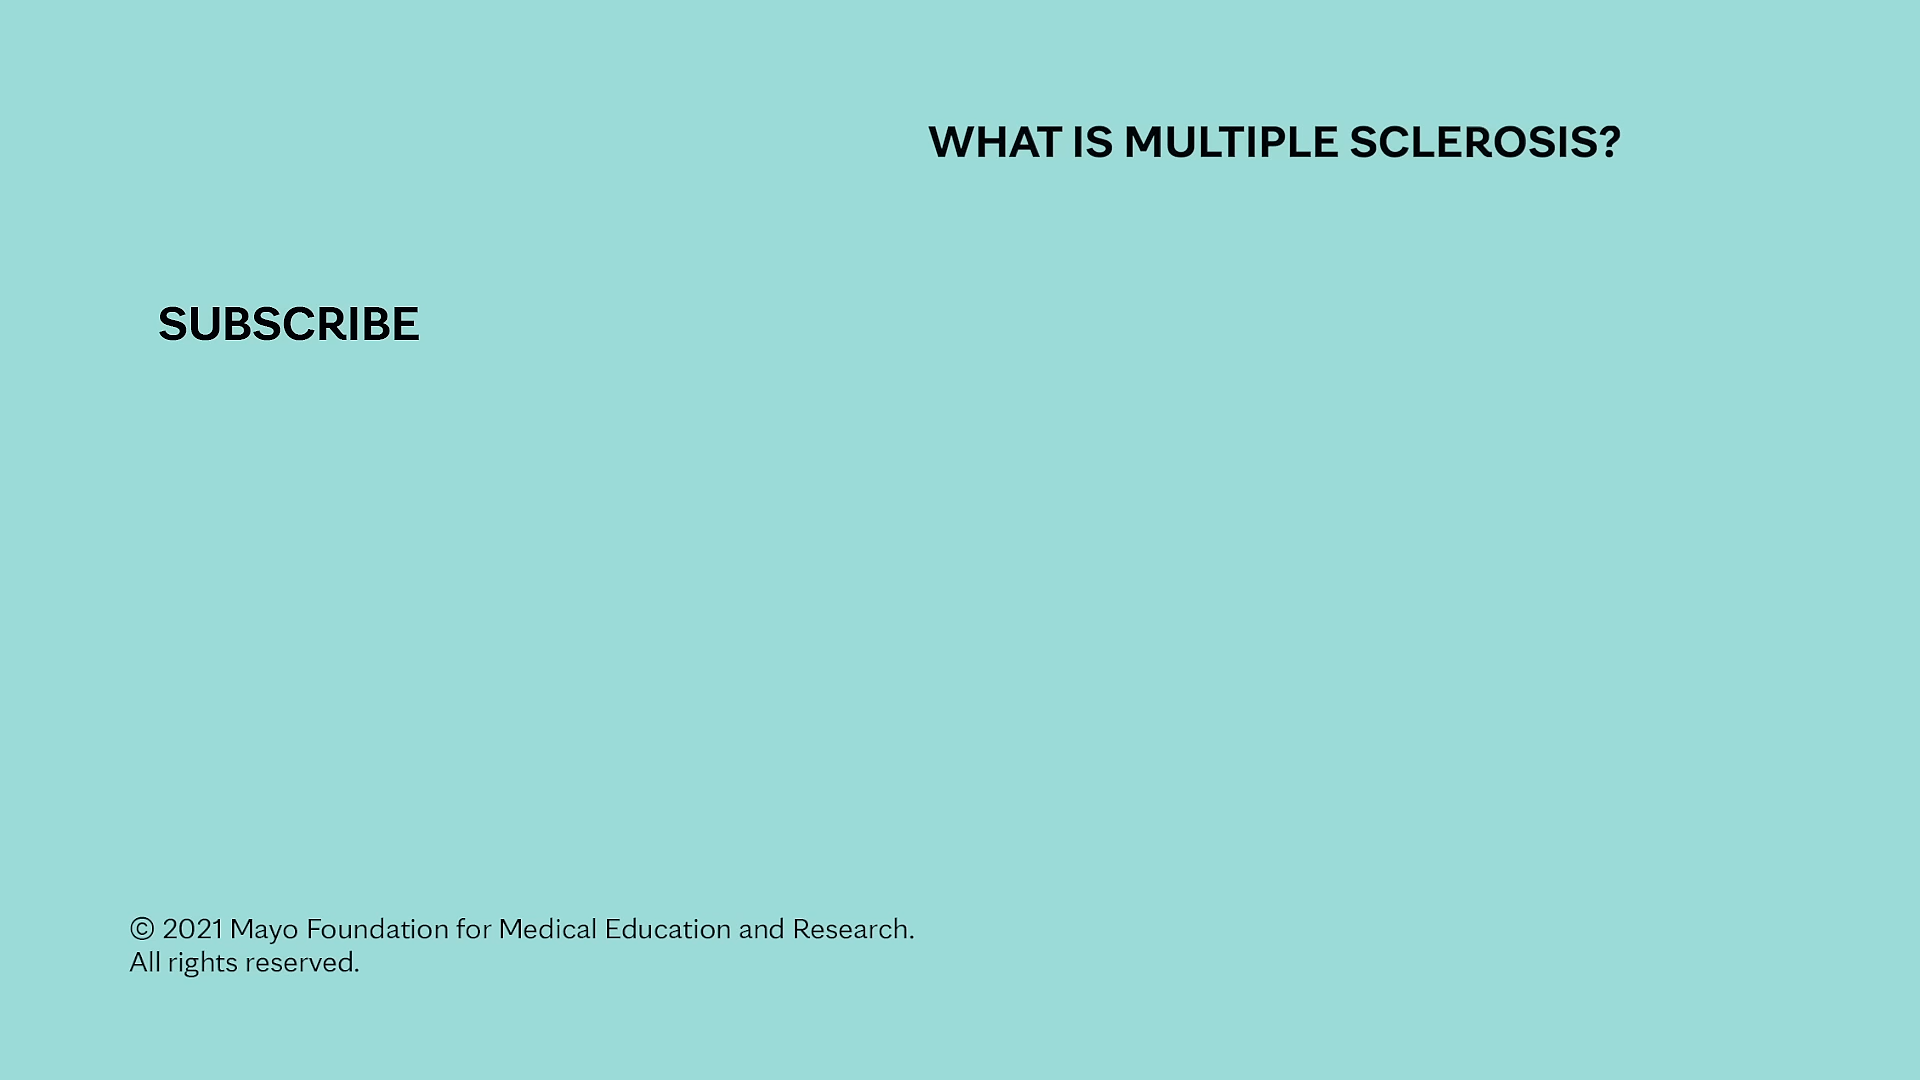 WHAT IS MULTIPLE SCLEROSIS?
SUBSCRIBE
© 2021 Mayo Foundation for Medical Education and Research.
All rights reserved.